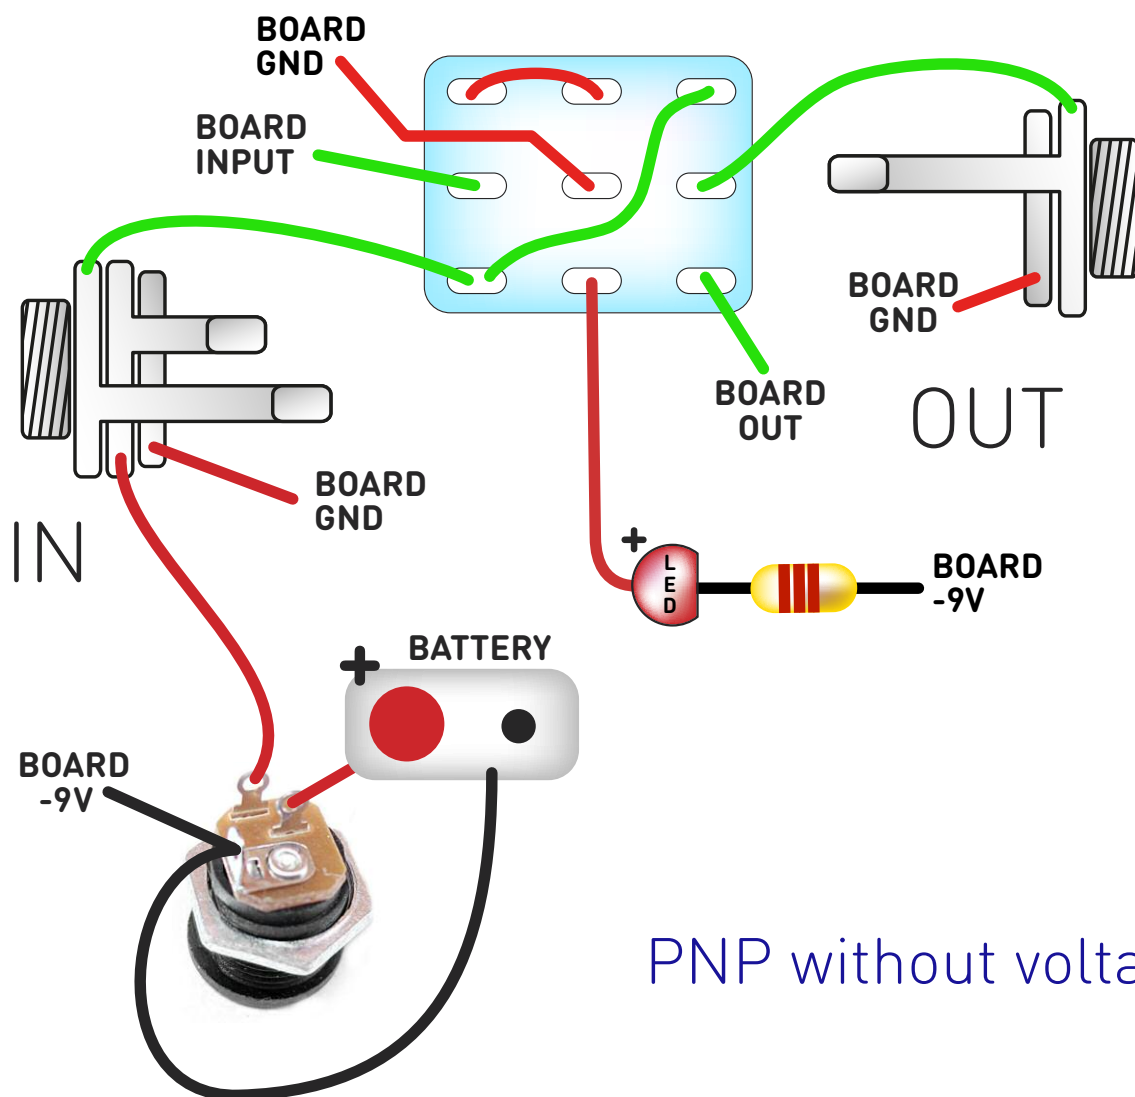 BOARD
GND
BOARD
INPUT
BOARD
GND
BOARD
OUT
OUT
BOARD
GND
IN
+
L
E
D
BOARD
-9V
+
BATTERY
BOARD
-9V
PNP without volta